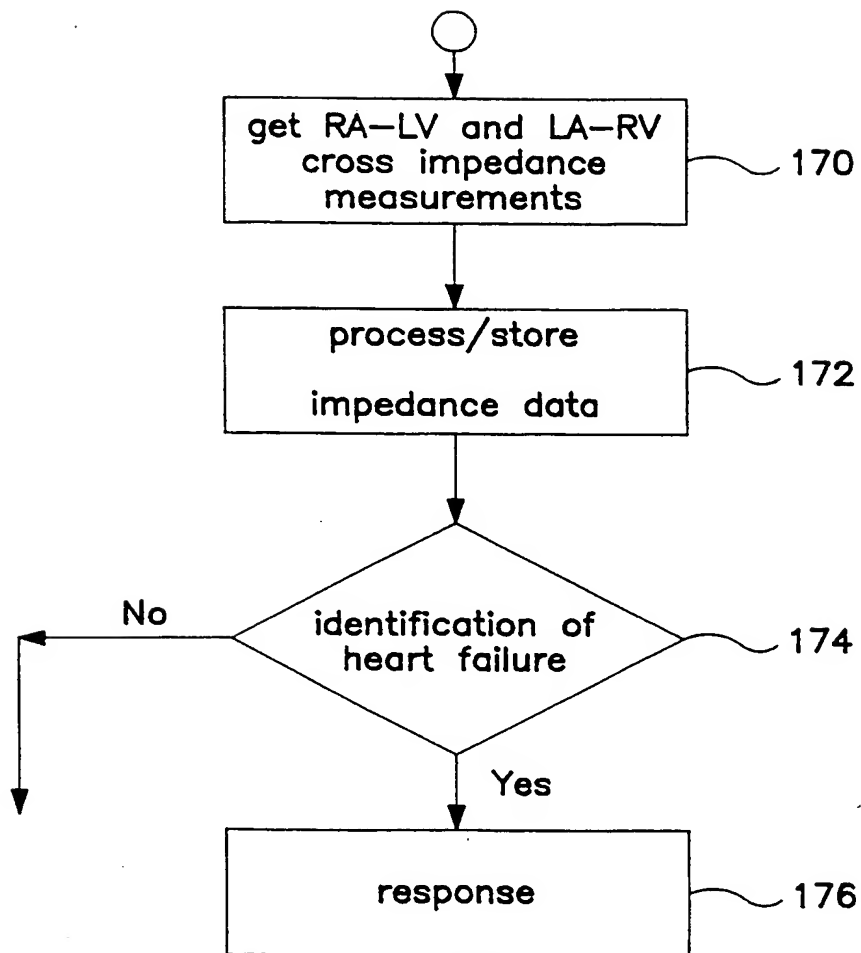 get RA-LV and LA-RV
cross impedance
measurements
170
process/store
impedance data
172
identification of
heart failure
174
No
Yes
response
176